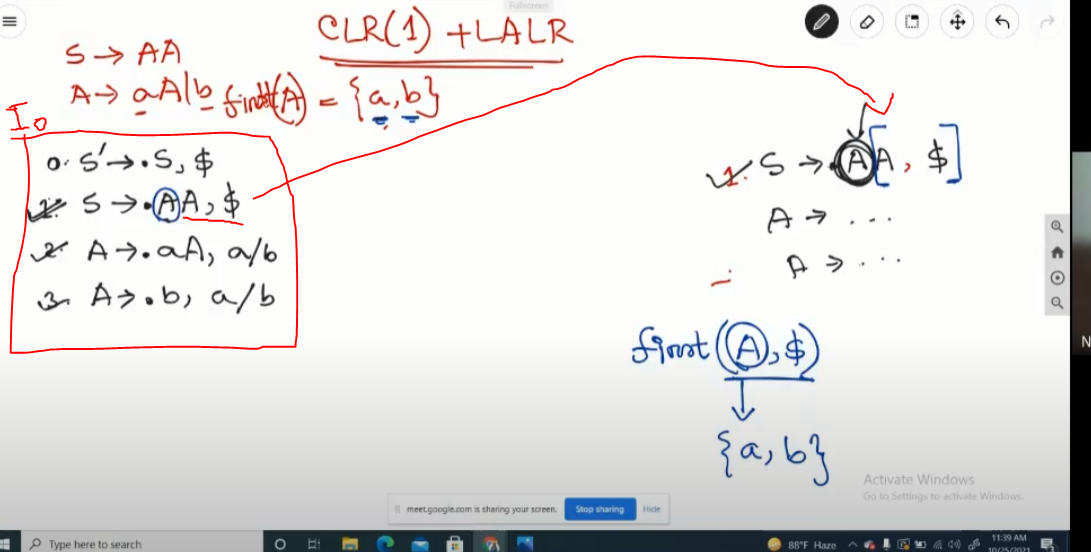 Fullscreen
CLR(1) + LALR
S → AA
A → aA|b first(A) = {a, b}
I0
0. S' → .S, $
1. S → .AA, $
2. A → .aA, a/b
3. A → .b, a/b
1. S → .AA, $]
A → ...
A → ...
first(A, $)
{a, b}
N
Activate Windows
Go to Settings to activate Windows.
meet.google.com is sharing your screen. Stop sharing Hide
Type here to search
88°F Haze
11:39 AM
10/25/2021